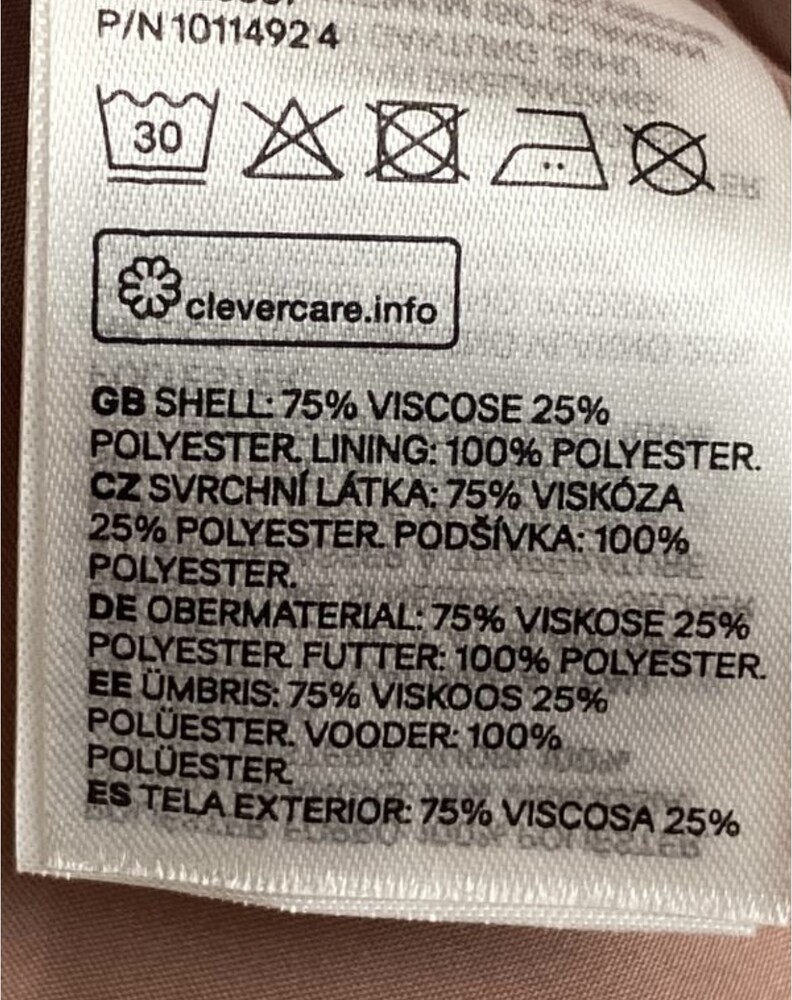 P/N 1011492 4
30
clevercare.info
GB SHELL: 75% VISCOSE 25%
POLYESTER. LINING: 100% POLYESTER.
CZ SVRCHNÍ LÁTKA: 75% VISKÓZA
25% POLYESTER. PODŠÍVKA: 100%
POLYESTER.
DE OBERMATERIAL: 75% VISKOSE 25%
POLYESTER. FUTTER: 100% POLYESTER.
EE ÜMBRIS: 75% VISKOOS 25%
POLÜESTER. VOODER: 100%
POLÜESTER.
ES TELA EXTERIOR: 75% VISCOSA 25%